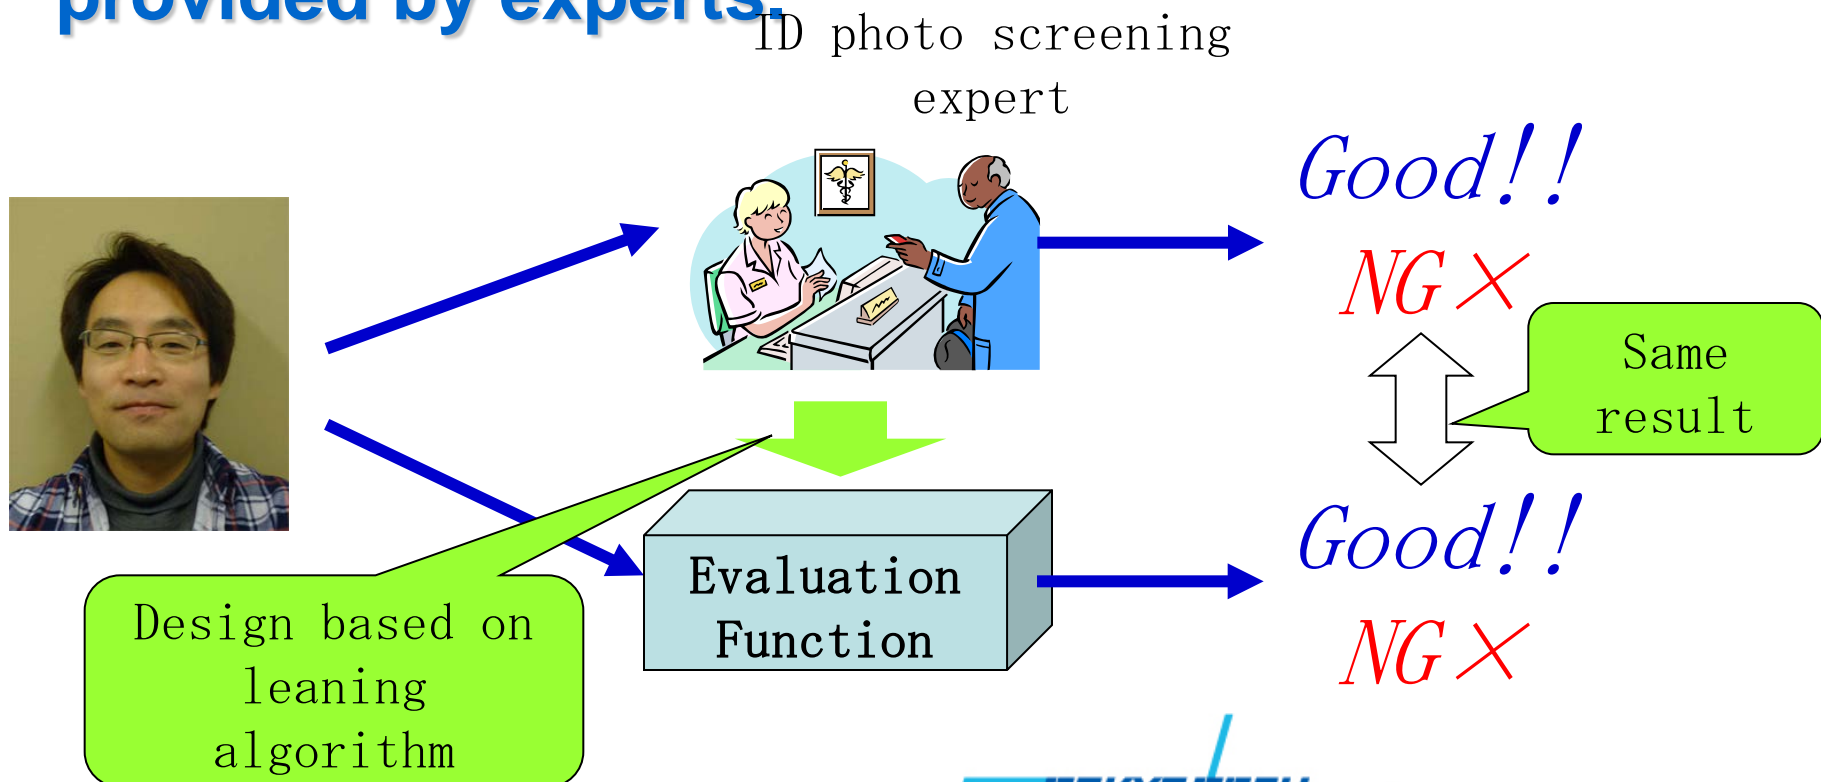 provided by experts.
ID photo screening
expert
Good!!
NG×
Same
result
Evaluation
Function
Good!!
NG×
Design based on
leaning
algorithm